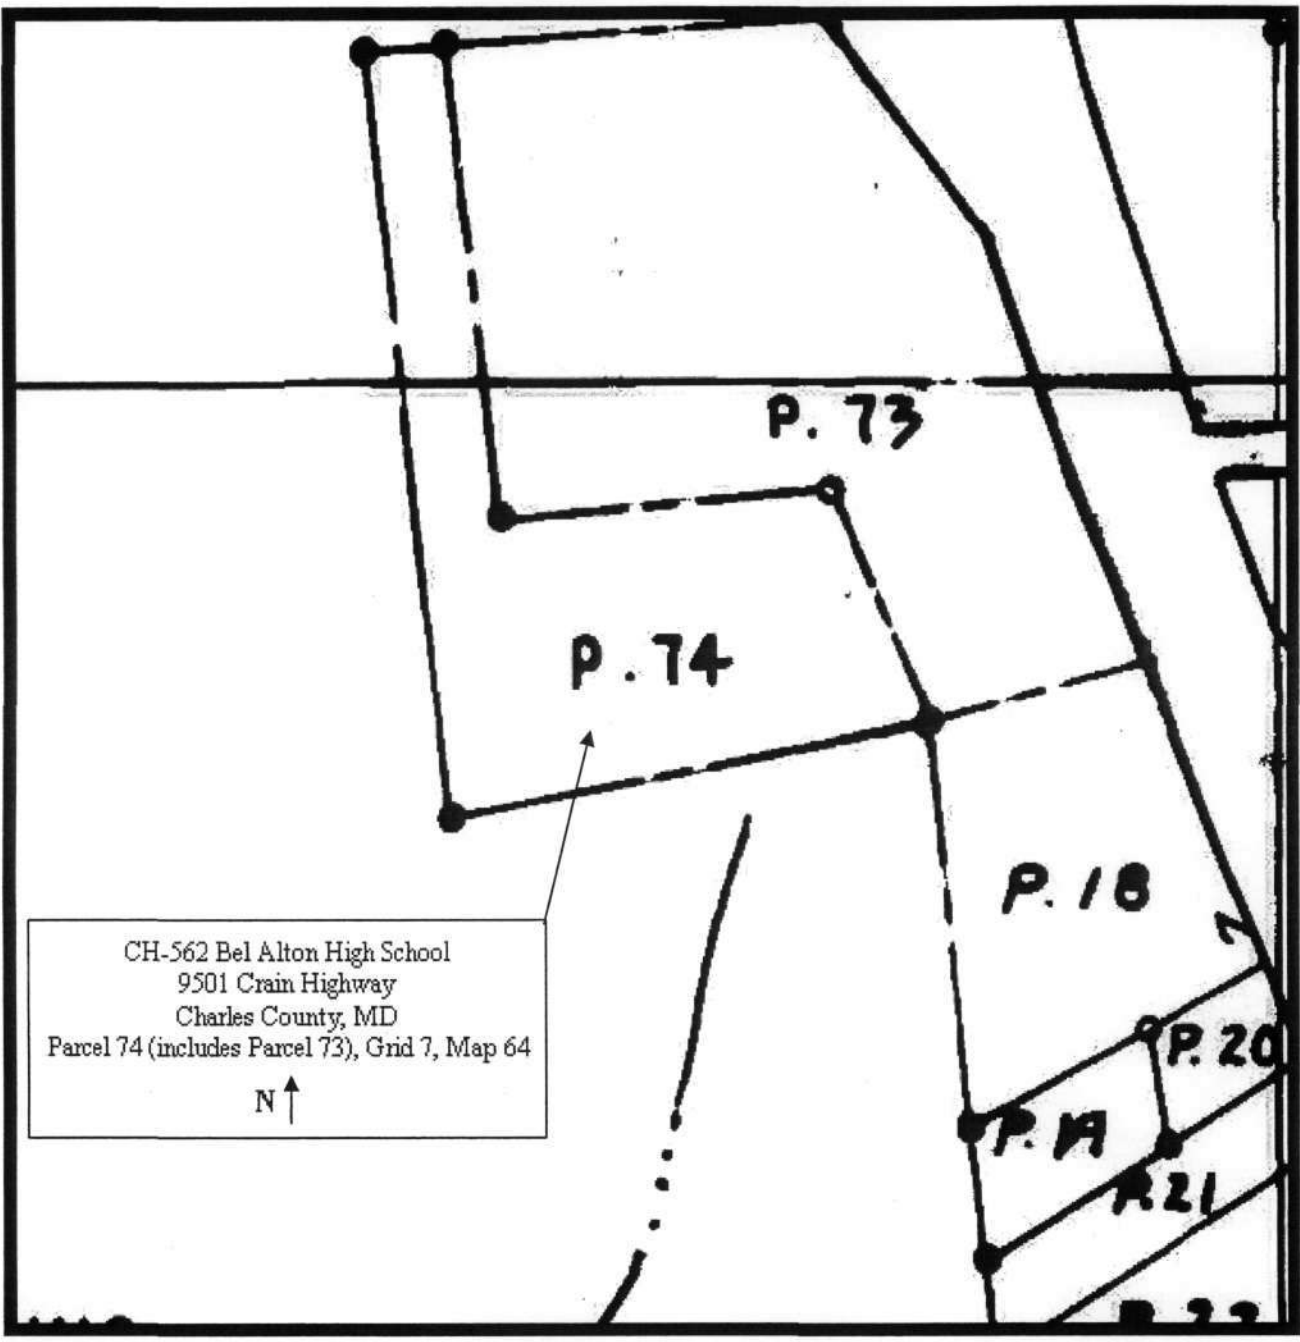 P. 73
P. 74
P. 18
7
CH-562 Bel Alton High School
9501 Crain Highway
Charles County, MD
Parcel 74 (includes Parcel 73), Grid 7, Map 64
N
P. 20
P. 19
P. 21